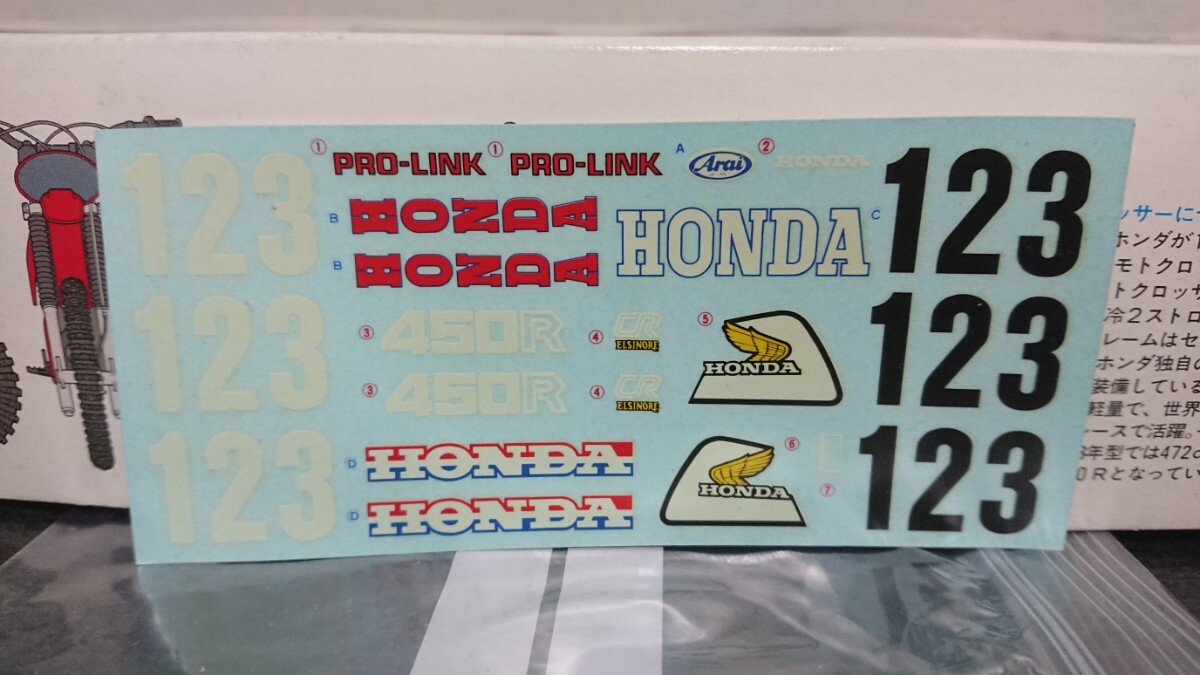 123 ① PRO-LINK ① PRO-LINK A Arai ② HONDA 123
B HONDA
B HONDA
HONDA C
123 ③ 450R ④ CR ELSINORE ⑤ HONDA 123
③ 450R ④ CR ELSINORE
123 D HONDA HONDA ⑥ 123
D HONDA ⑦
ッサーに
ホンダが
モトクロ
トクロッサ
冷2ストロ
レームはセ
ホンダ独自の
装備している
軽量で、世界
ースで活躍。
3年型では472c
0Rとなってい